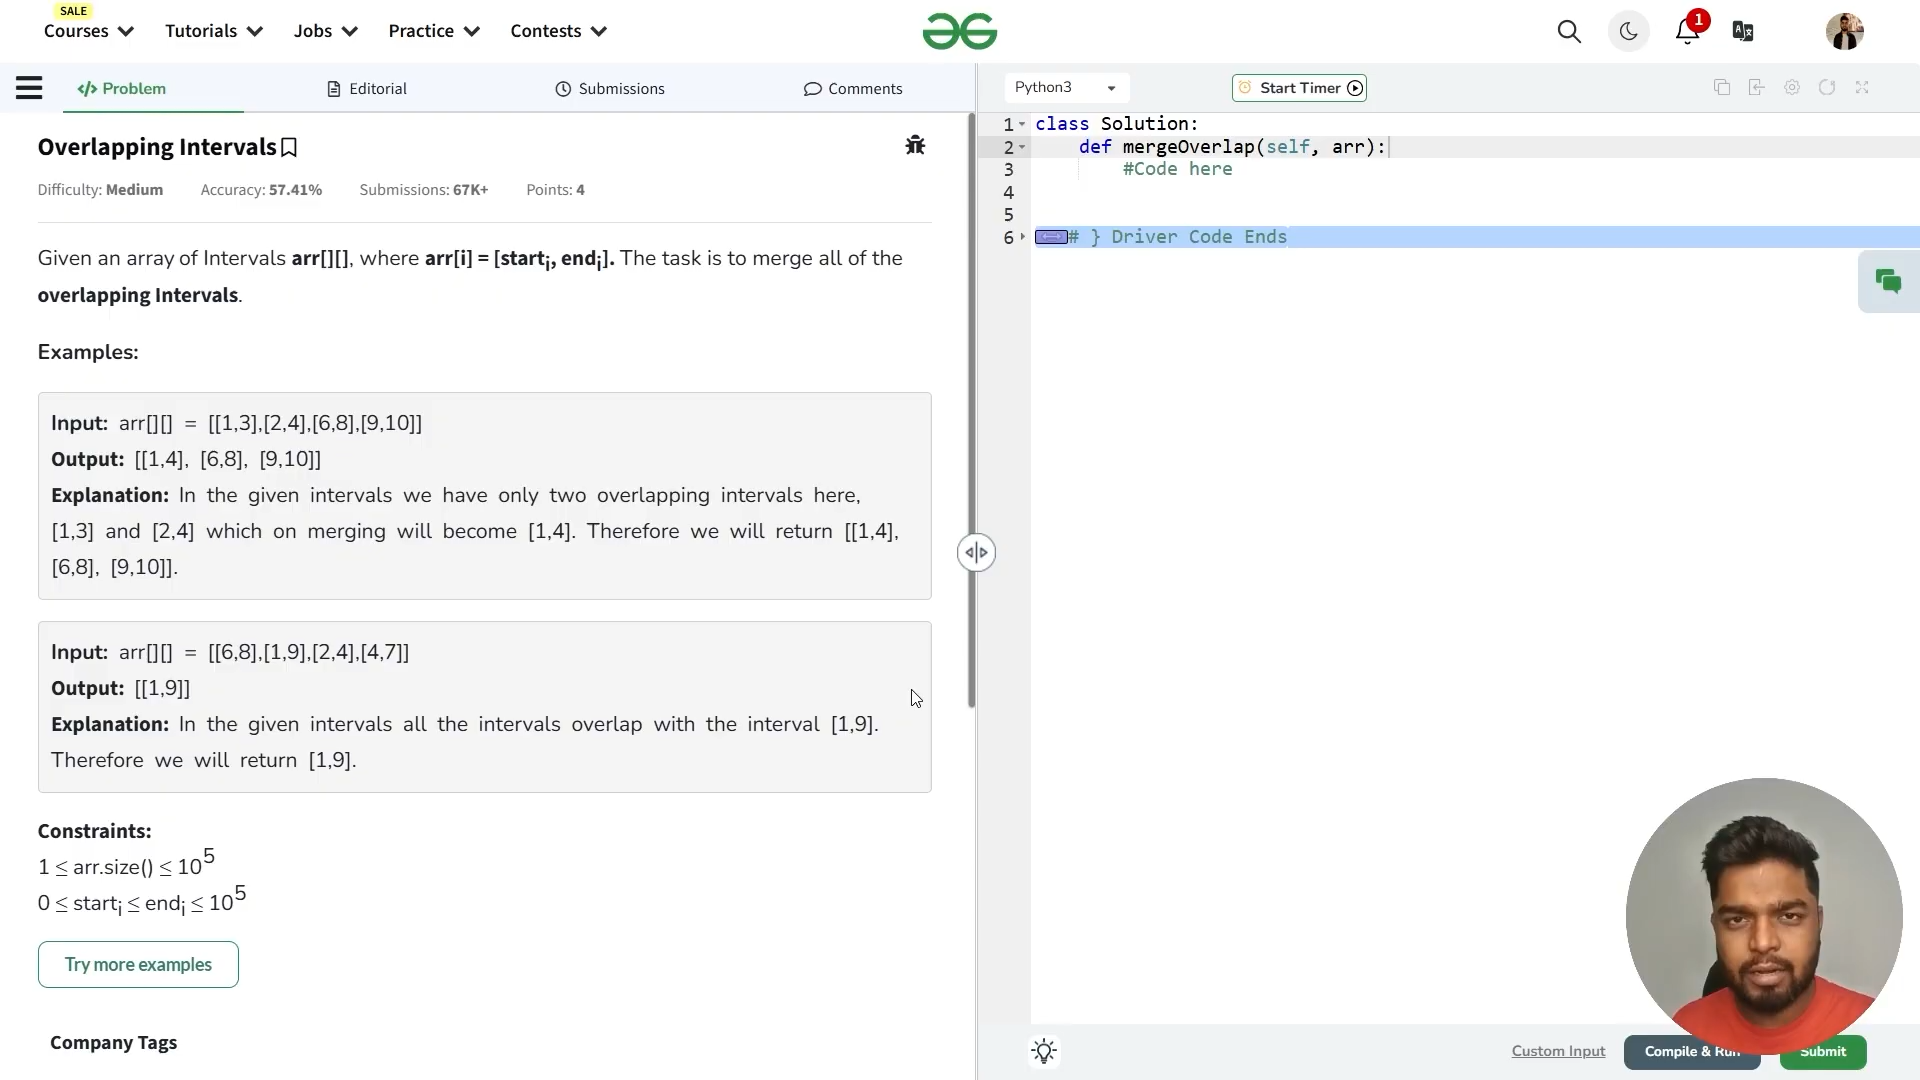 SALE
Courses Tutorials Jobs Practice Contests
1
Problem Editorial Submissions Comments
Python3 Start Timer
Overlapping Intervals
Difficulty: Medium Accuracy: 57.41% Submissions: 67K+ Points: 4
Given an array of Intervals arr[][], where arr[i] = [starti, endi]. The task is to merge all of the
overlapping Intervals.
Examples:
Input: arr[][] = [[1,3],[2,4],[6,8],[9,10]]
Output: [[1,4], [6,8], [9,10]]
Explanation: In the given intervals we have only two overlapping intervals here,
[1,3] and [2,4] which on merging will become [1,4]. Therefore we will return [[1,4],
[6,8], [9,10]].
Input: arr[][] = [[6,8],[1,9],[2,4],[4,7]]
Output: [[1,9]]
Explanation: In the given intervals all the intervals overlap with the interval [1,9].
Therefore we will return [1,9].
Constraints:
1 ≤ arr.size() ≤ 10^5
0 ≤ starti ≤ endi ≤ 10^5
Try more examples
Company Tags
1 class Solution:
2 def mergeOverlap(self, arr):
3 #Code here
4
5
6 # } Driver Code Ends
Custom Input Compile & Run Submit